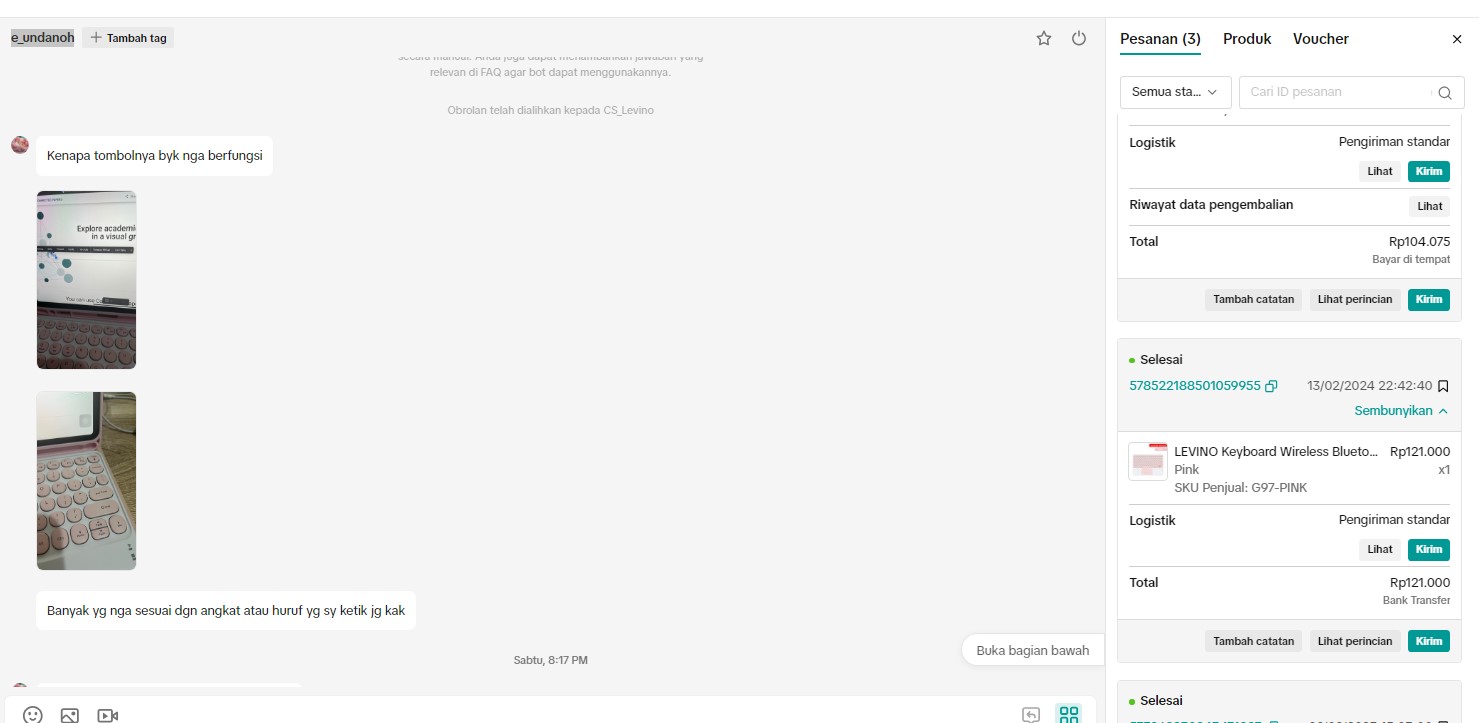 e_undanoh
Tambah tag
secara manual. Anda juga dapat menambahkan jawaban yang
relevan di FAQ agar bot dapat menggunakannya.
Obrolan telah dialihkan kepada CS_Levino
Kenapa tombolnya byk nga berfungsi
Explore academi
in a visual gr
You can use
Banyak yg nga sesuai dgn angkat atau huruf yg sy ketik jg kak
Buka bagian bawah
Sabtu, 8:17 PM
Pesanan (3) Produk Voucher
Semua sta... Cari ID pesanan
Logistik Pengiriman standar
Lihat Kirim
Riwayat data pengembalian Lihat
Total Rp104.075
Bayar di tempat
Tambah catatan Lihat perincian Kirim
Selesai
578522188501059955 13/02/2024 22:42:40
Sembunyikan
LEVINO Keyboard Wireless Blueto... Rp121.000
Pink x1
SKU Penjual: G97-PINK
Logistik Pengiriman standar
Lihat Kirim
Total Rp121.000
Bank Transfer
Tambah catatan Lihat perincian Kirim
Selesai